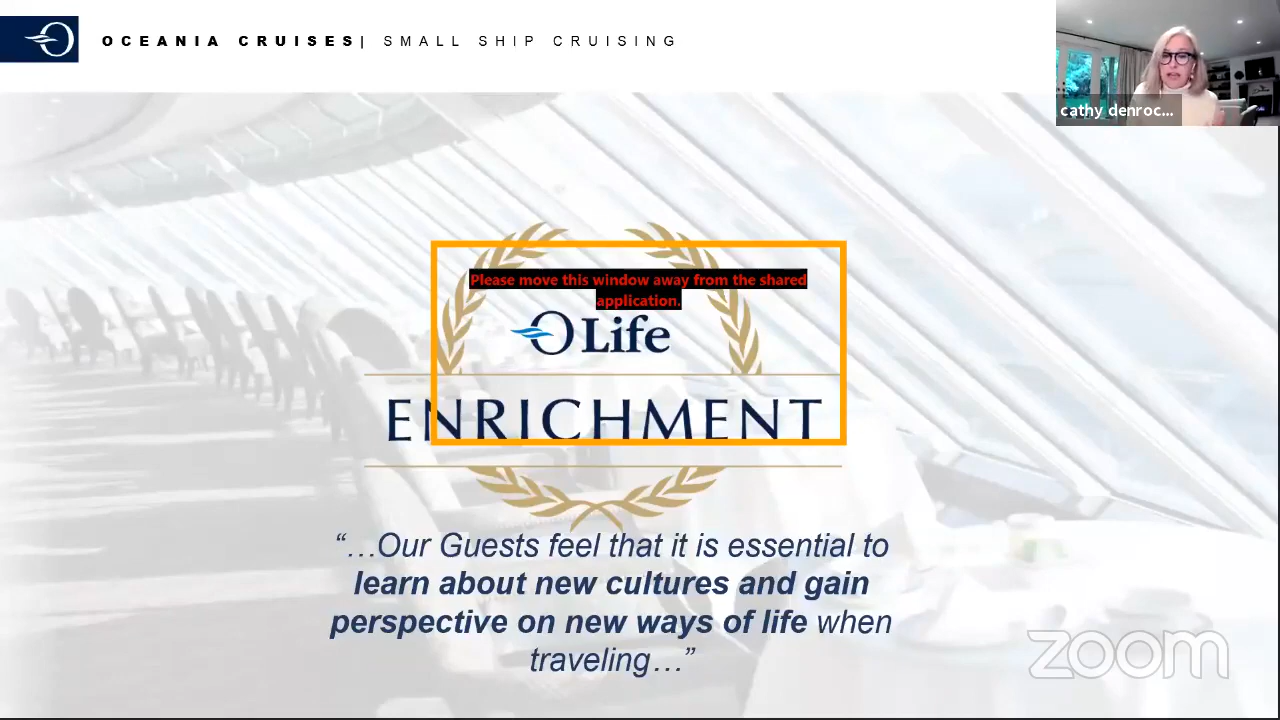 OCEANIA CRUISES| SMALL SHIP CRUISING
cathy denroc...
Please move this window away from the shared
application.
O Life
ENRICHMENT
“…Our Guests feel that it is essential to
learn about new cultures and gain
perspective on new ways of life when
traveling…”
zoom